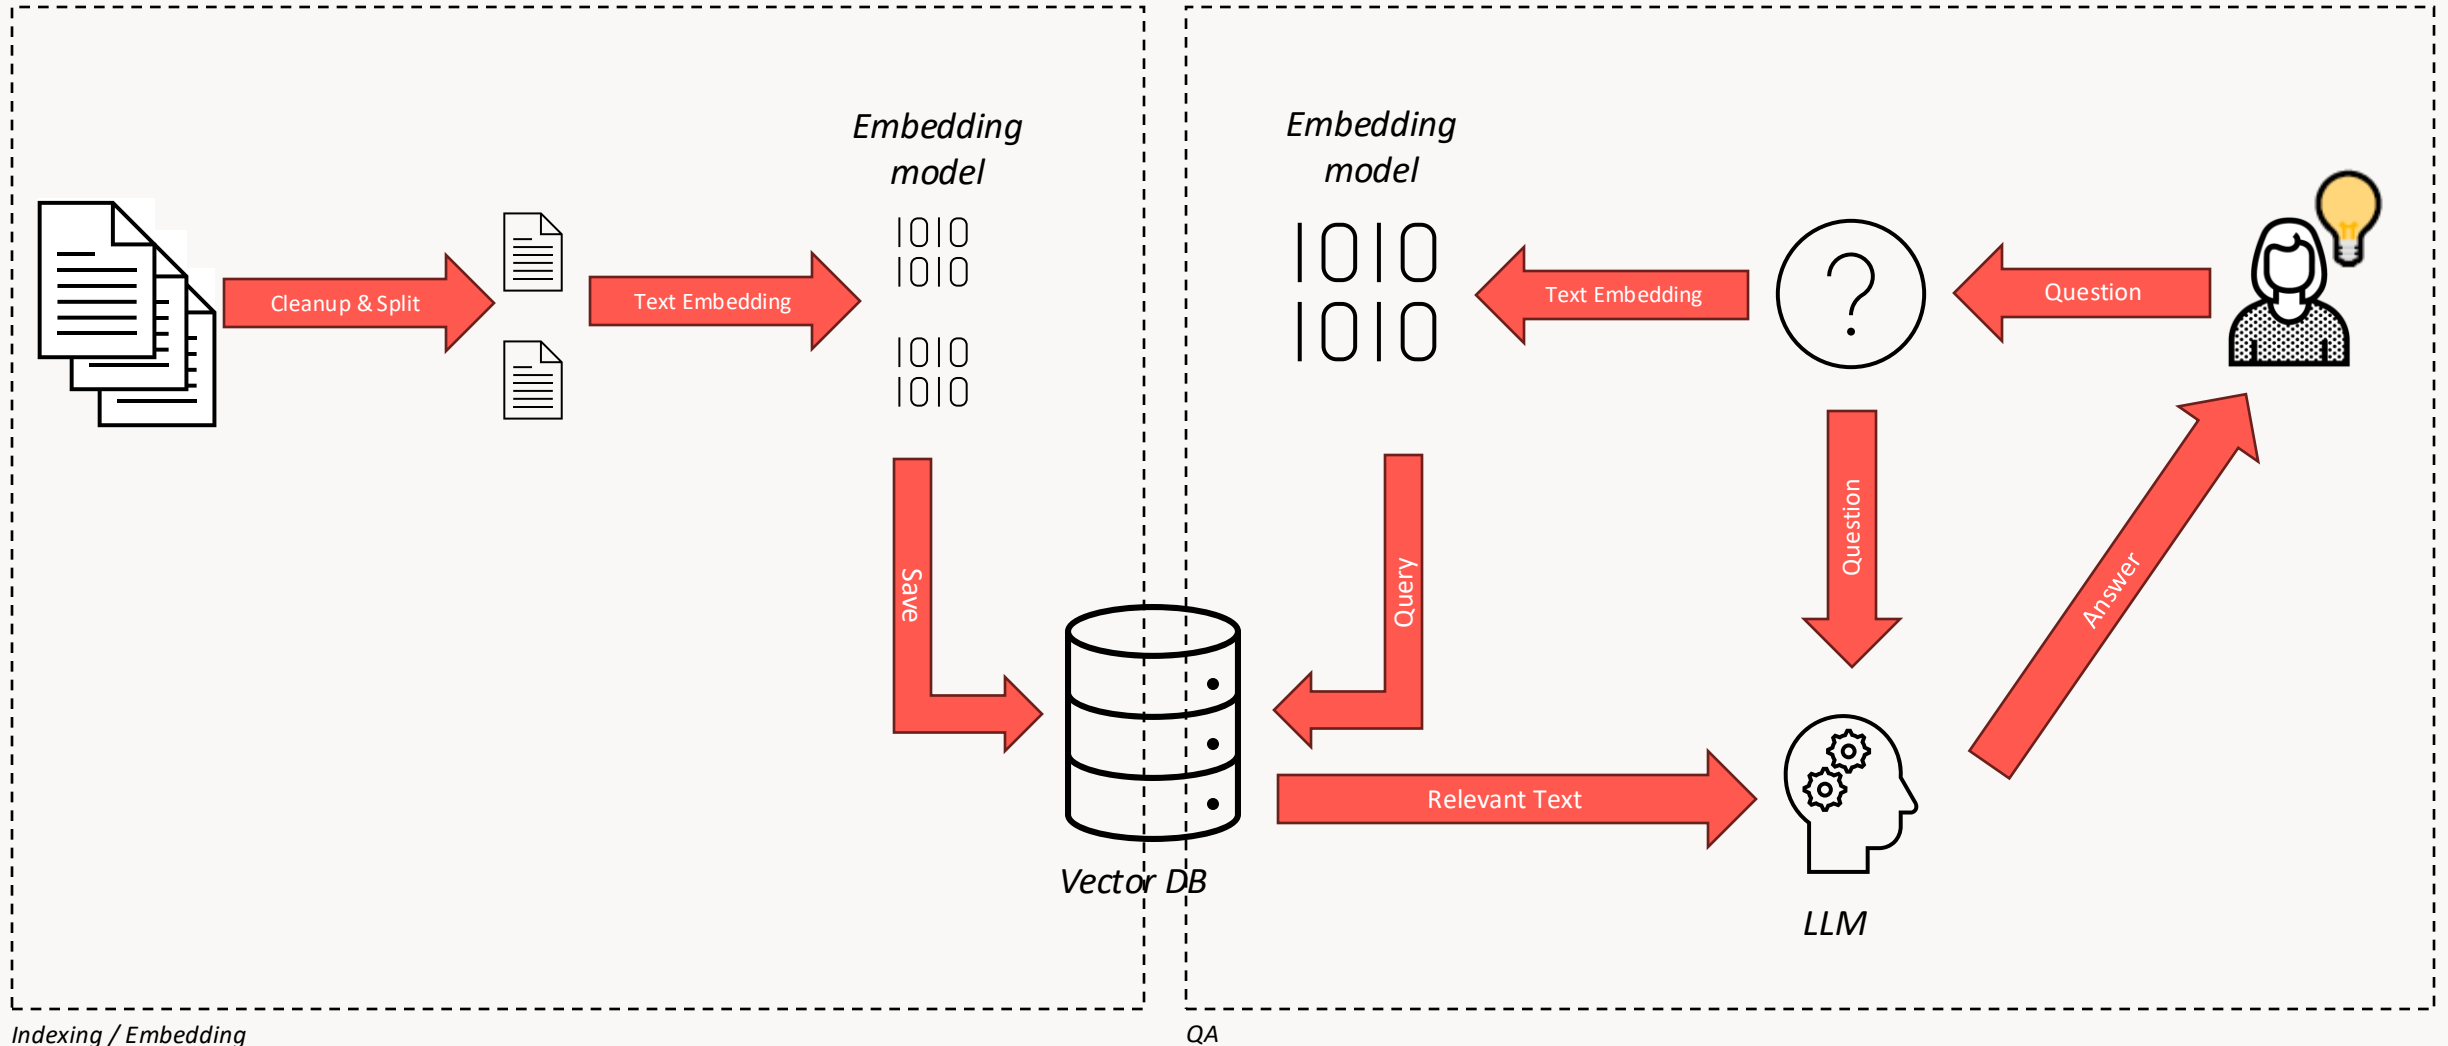 Embedding
model
Cleanup & Split
Text Embedding
Save
Vector DB
Indexing / Embedding
Embedding
model
Text Embedding
Question
Question
Query
Answer
Relevant Text
LLM
QA